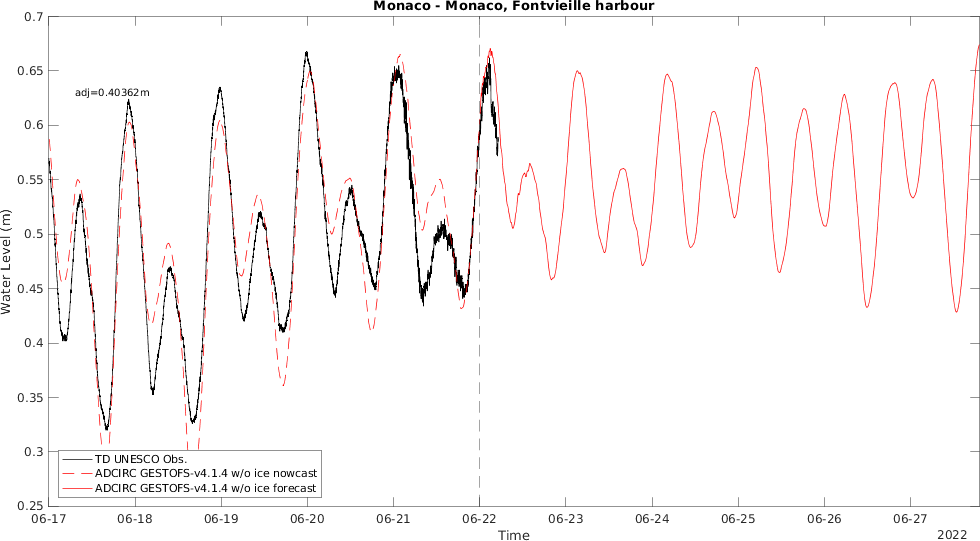 Monaco - Monaco, Fontvieille harbour
0.7
0.65
adj=0.40362m
0.6
0.55
0.5
0.45
0.4
0.35
0.3
0.25
Water Level (m)
TD UNESCO Obs.
ADCIRC GESTOFS-v4.1.4 w/o ice nowcast
ADCIRC GESTOFS-v4.1.4 w/o ice forecast
06-17 06-18 06-19 06-20 06-21 06-22 06-23 06-24 06-25 06-26 06-27
Time
2022